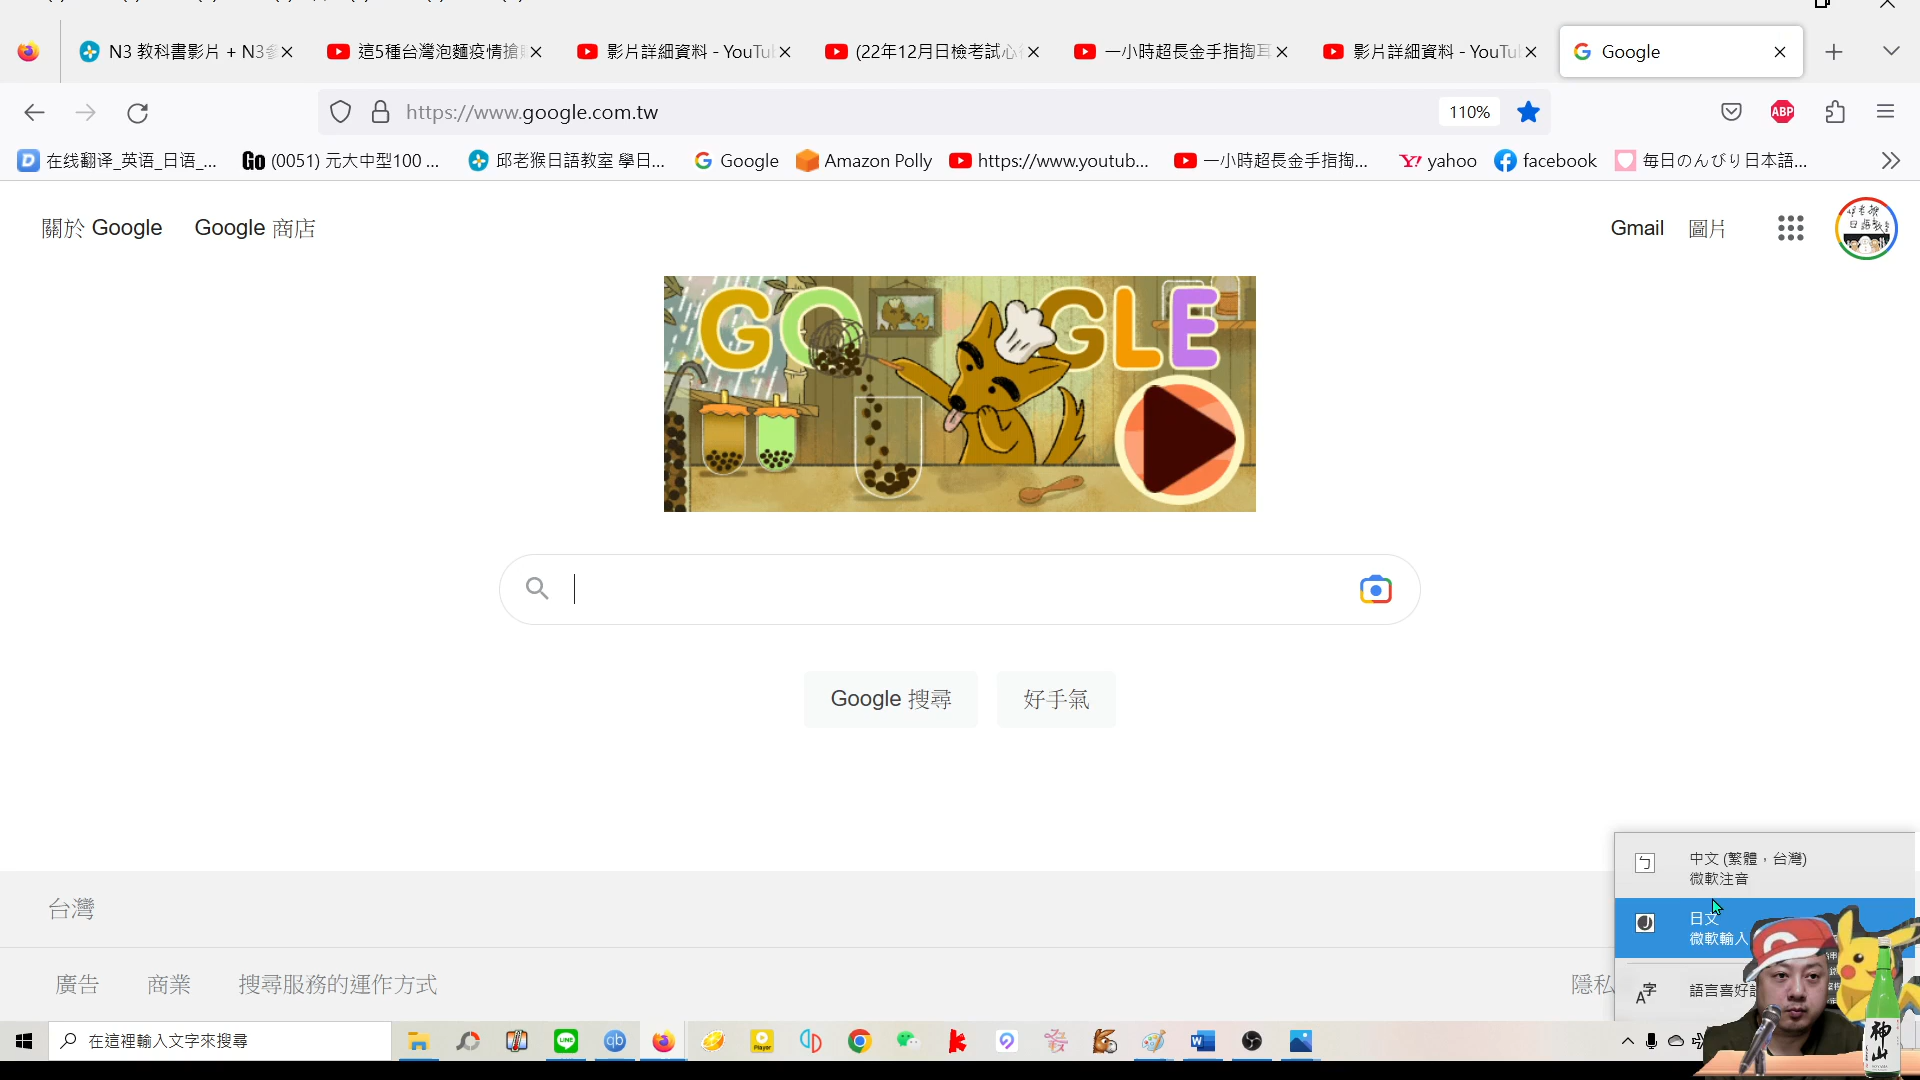 N3 教科書影片 + N3
這5種台灣泡麵疫情搶
影片詳細資料 - YouTu
(22年12月日檢考試心
一小時超長金手指掏耳
影片詳細資料 - YouTu
Google
https://www.google.com.tw
110%
ABP
在线翻译_英语_日语_...
(0051) 元大中型100 ...
邱老猴日語教室 學日...
Google
Amazon Polly
https://www.youtub...
一小時超長金手指掏...
yahoo
facebook
毎日のんびり日本語...
關於 Google
Google 商店
Gmail
圖片
GOOGLE
Google 搜尋
好手氣
中文 (繁體，台灣)
微軟注音
日文
微軟輸入
語言喜好
台灣
廣告
商業
搜尋服務的運作方式
隱私
在這裡輸入文字來搜尋
神山